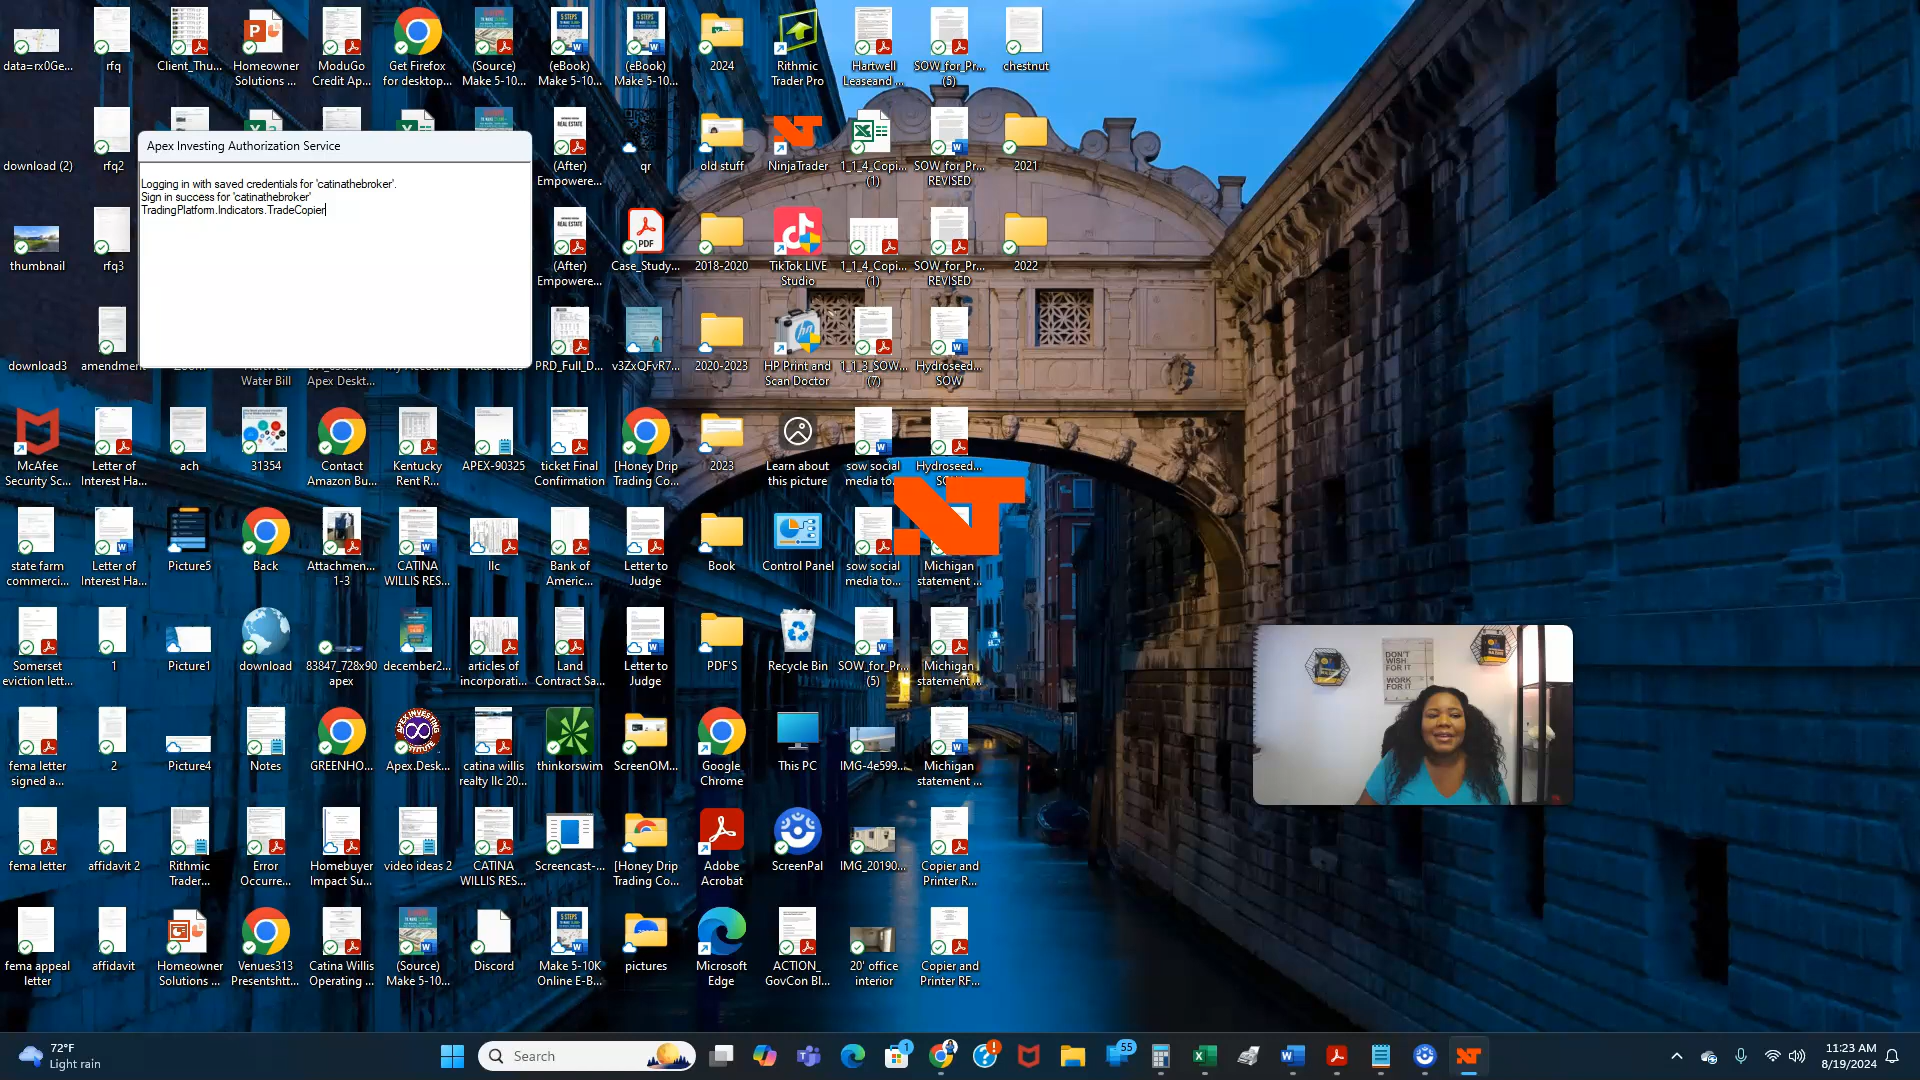 data=rx0Ge...
rfq
Client_Thu...
Homeowner
Solutions ...
ModuGo
Credit Ap...
Get Firefox
for desktop...
(Source)
Make 5-10...
(eBook)
Make 5-10...
(eBook)
Make 5-10...
2024
Rithmic
Trader Pro
Hartwell
Leaseand ...
SOW_for_Pr...
(6)
chestnut
download (2)
rfq2
(After)
Empowere...
qr
old stuff
NinjaTrader
1_1_4_Copi...
(1)
SOW_for_Pr...
REVISED
2021
Apex Investing Authorization Service
Logging in with saved credentials for 'catinathebroker'.
Sign in success for 'catinathebroker'
TradingPlatform.Indicators.TradeCopier
thumbnail
rfq3
(After)
Empowere...
PDF
Case_Study...
2018-2020
TikTok LIVE
Studio
1_1_4_Copi...
(1)
SOW_for_Pr...
REVISED
2022
download3
amendment
Water Bill
Apex Deskt...
PRD_Full_D...
v3ZxQFvR7...
2020-2023
HP Print and
Scan Doctor
1_1_3_SOW...
(7)
Hydroseed...
SOW
McAfee
Security Sc...
Letter of
Interest Ha...
ach
31354
Contact
Amazon Bu...
Kentucky
Rent R...
APEX-90325
ticket Final
Confirmation
[Honey Drip
Trading Co...
2023
Learn about
this picture
sow social
media to...
Hydroseed...
SOW
NT
state farm
commerci...
Letter of
Interest Ha...
Picture5
Back
Attachmen...
1-3
CATINA
WILLIS RES...
llc
Bank of
Americ...
Letter to
Judge
Book
Control Panel
sow social
media to...
Michigan
statement ...
Somerset
eviction lett...
1
Picture1
download
83847_728x90
apex
december2...
articles of
incorporati...
Land
Contract Sa...
Letter to
Judge
PDF'S
Recycle Bin
SOW_for_Pr...
(5)
Michigan
statement ...
DON'T
WISH
FOR IT
WORK
FOR IT
fema letter
signed a...
2
Picture4
Notes
GREENHO...
Apex.Desk...
catina willis
realty llc 20...
thinkorswim
ScreenOM...
Google
Chrome
This PC
IMG-4e599...
Michigan
statement ...
fema letter
affidavit 2
Rithmic
Trader...
Error
Occurre...
Homebuyer
Impact Su...
video ideas 2
CATINA
WILLIS RES...
Screencast-...
[Honey Drip
Trading Co...
Adobe
Acrobat
ScreenPal
IMG_20190...
Copier and
Printer R...
fema appeal
letter
affidavit
Homeowner
Solutions ...
Venues313
Presentshtt...
Catina Willis
Operating ...
(Source)
Make 5-10...
Discord
Make 5-10K
Online E-B...
pictures
Microsoft
Edge
ACTION_
GovCon Bl...
20' office
interior
Copier and
Printer RF...
72°F
Light rain
Search
1
55
11:23 AM
8/19/2024